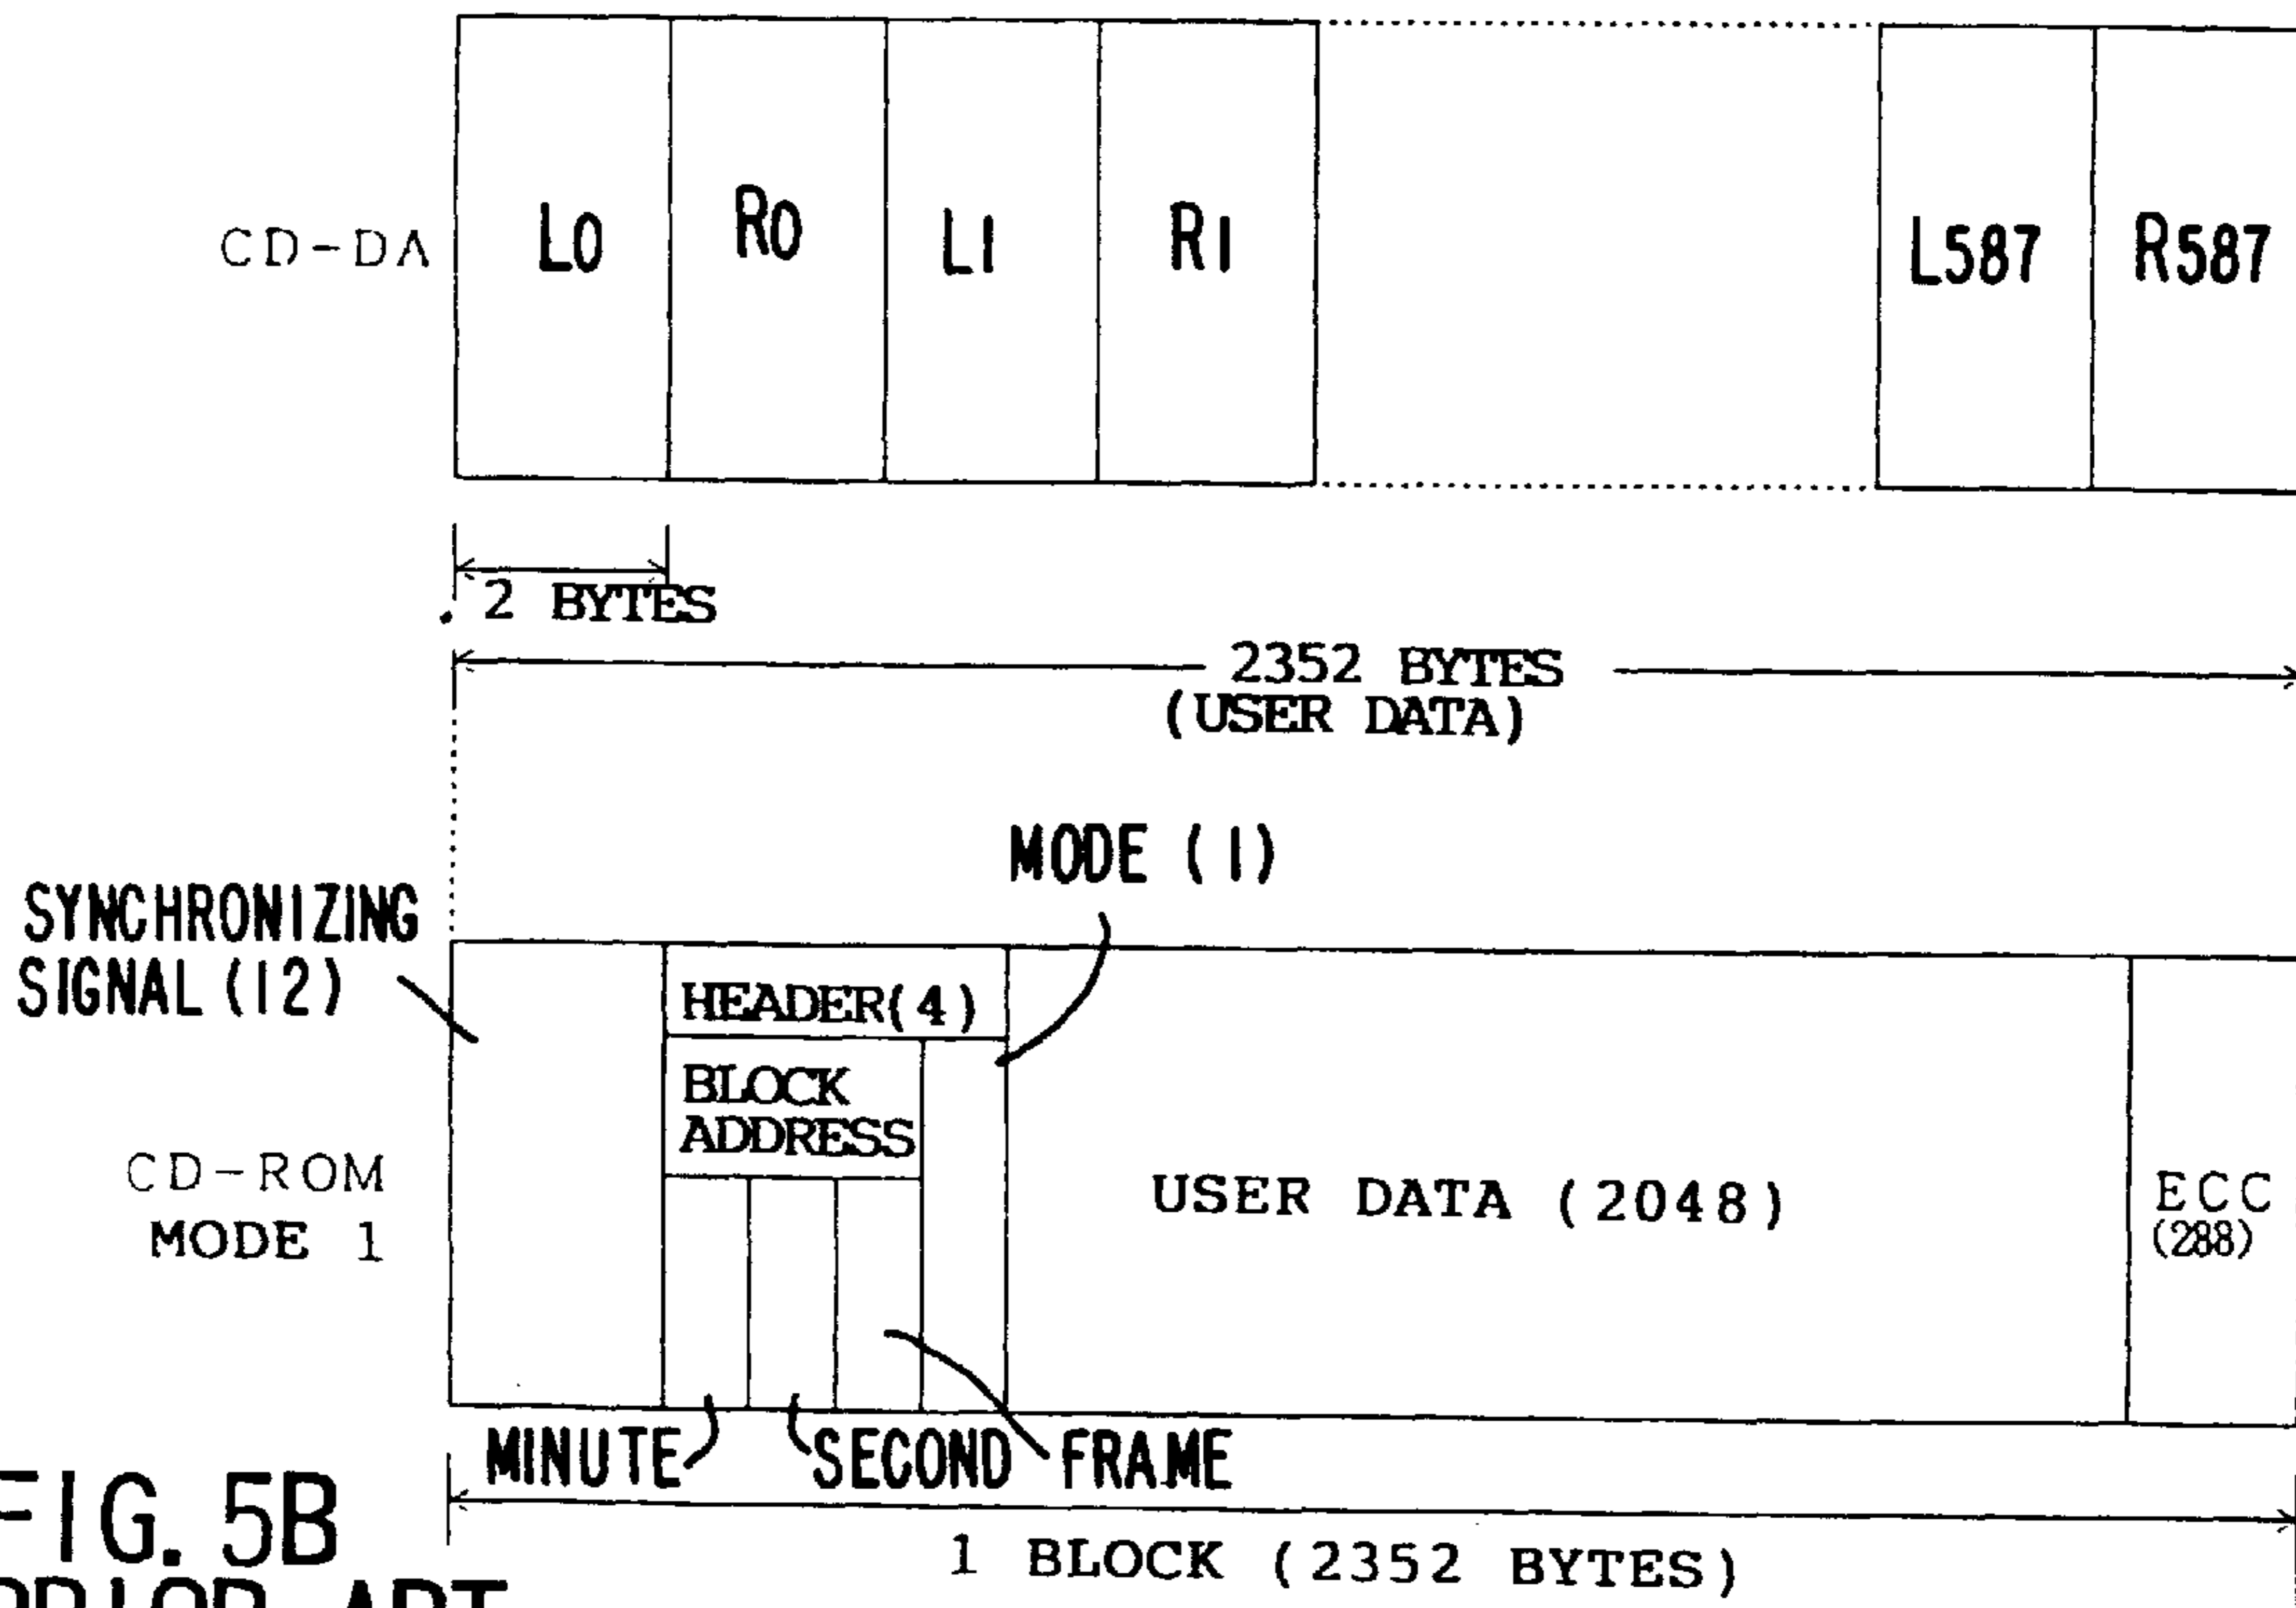 CD-DA
L0 R0 L1 R1 L587 R587
2 BYTES
2352 BYTES
(USER DATA)
MODE (1)
SYNCHRONIZING
SIGNAL (12)
HEADER(4)
BLOCK
ADDRESS
CD-ROM
MODE 1
USER DATA (2048)
ECC
(288)
MINUTE SECOND FRAME
1 BLOCK (2352 BYTES)
FIG. 5B
PRIOR ART